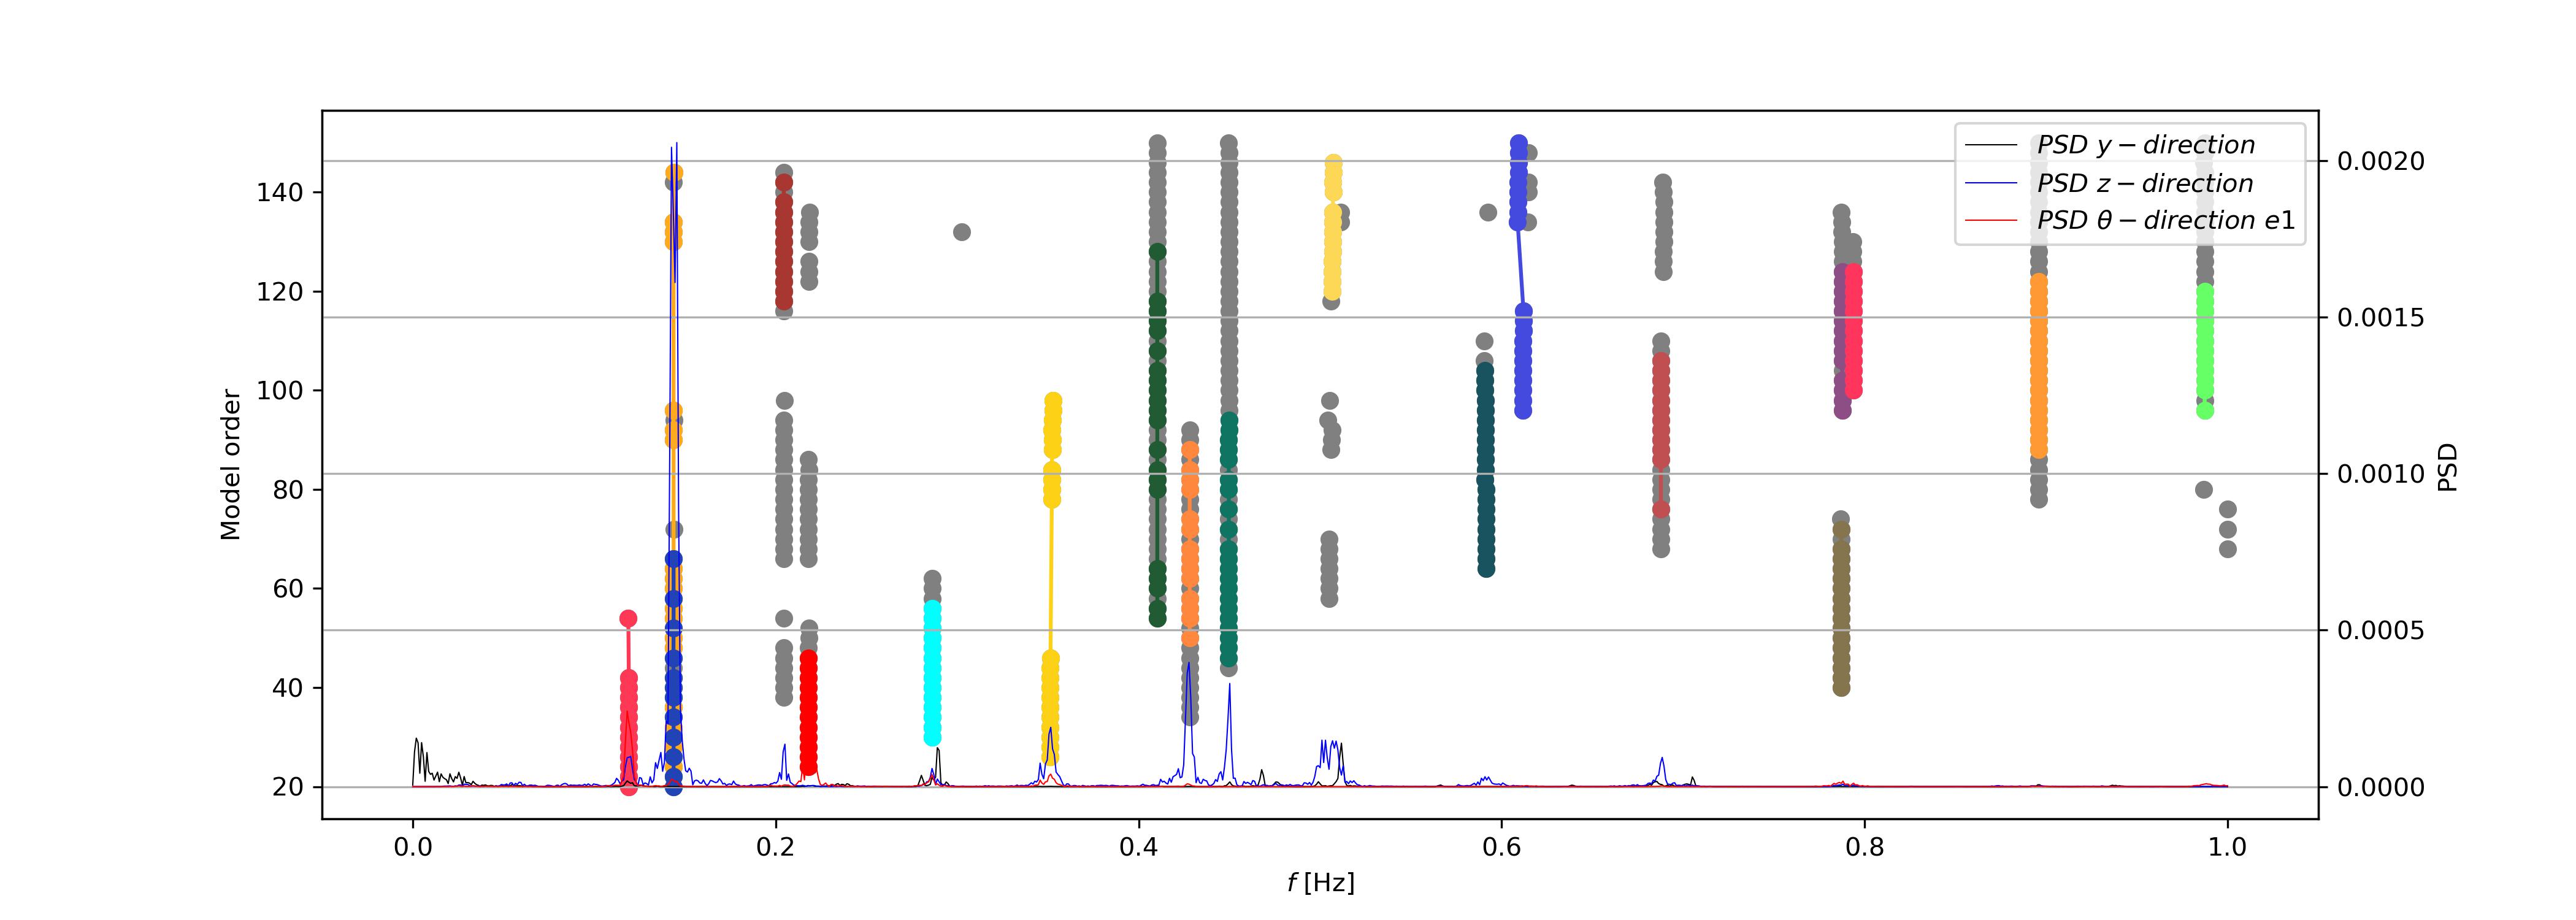 PSD y − direction
PSD z − direction
PSD θ − direction e1
140
120
100
80
60
40
20
Model order
0.0020
0.0015
0.0010
0.0005
0.0000
PSD
0.0 0.2 0.4 0.6 0.8 1.0
f [Hz]